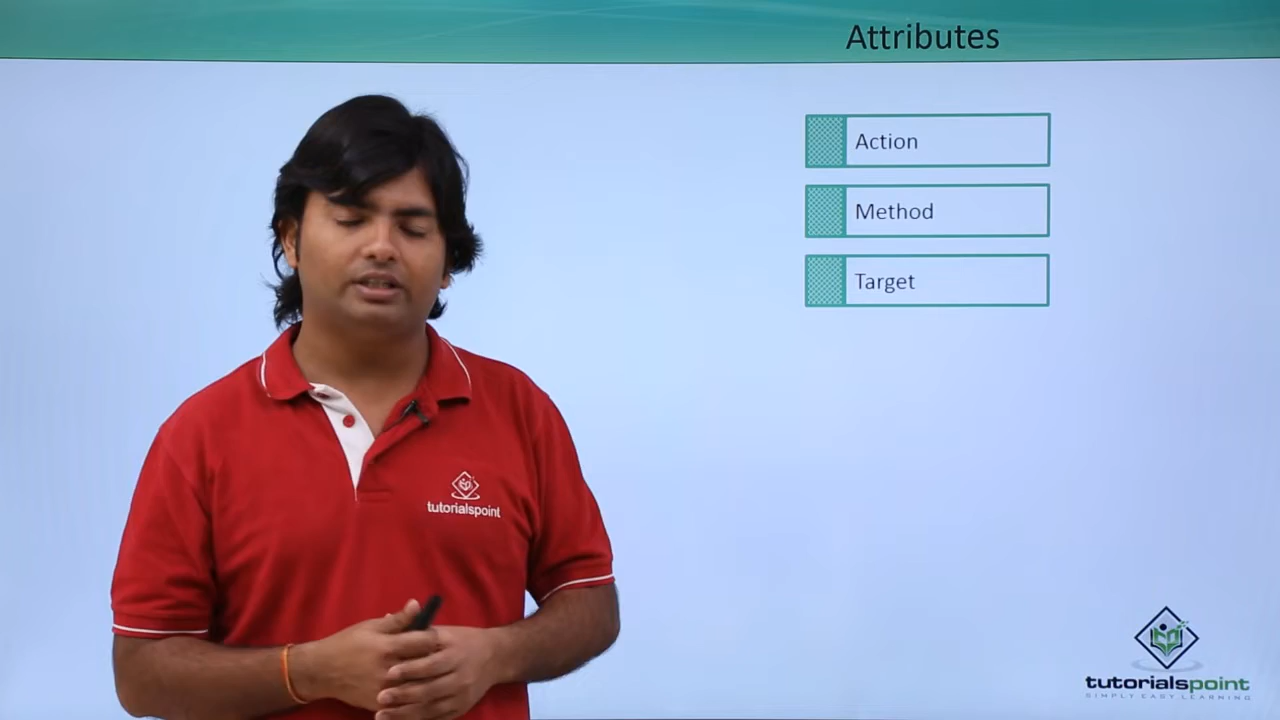 Attributes
Action
Method
Target
tutorialspoint
tutorialspoint
SIMPLY EASY LEARNING